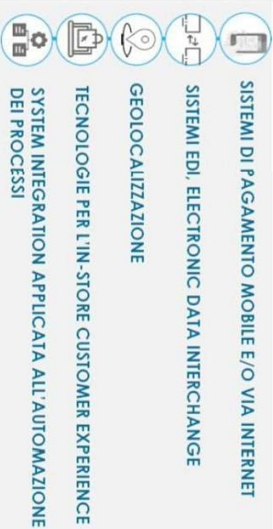 SISTEMI DI PAGAMENTO MOBILE E/O VIA INTERNET
SISTEMI EDI, ELECTRONIC DATA INTERCHANGE
GEOLOCALIZZAZIONE
TECNOLOGIE PER L'IN-STORE CUSTOMER EXPERIENCE
SYSTEM INTEGRATION APPLICATA ALL'AUTOMAZIONE
DEI PROCESSI